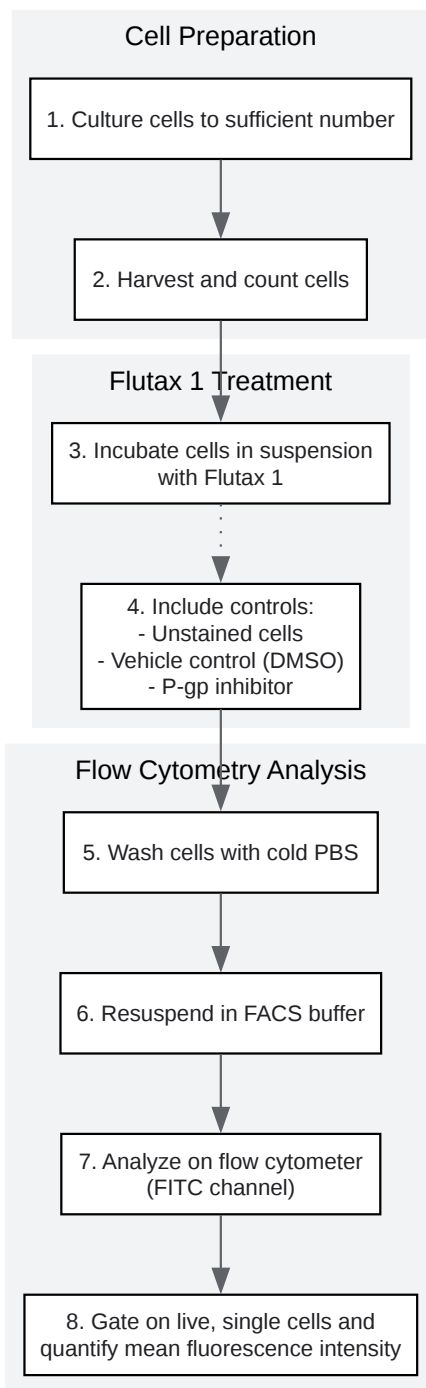 Cell Preparation
1. Culture cells to sufficient number
2. Harvest and count cells
Flutax 1 Treatment
3. Incubate cells in suspension
with Flutax 1
4. Include controls:
- Unstained cells
- Vehicle control (DMSO)
- P-gp inhibitor
Flow Cytometry Analysis
5. Wash cells with cold PBS
6. Resuspend in FACS buffer
7. Analyze on flow cytometer
(FITC channel)
8. Gate on live, single cells and
quantify mean fluorescence intensity